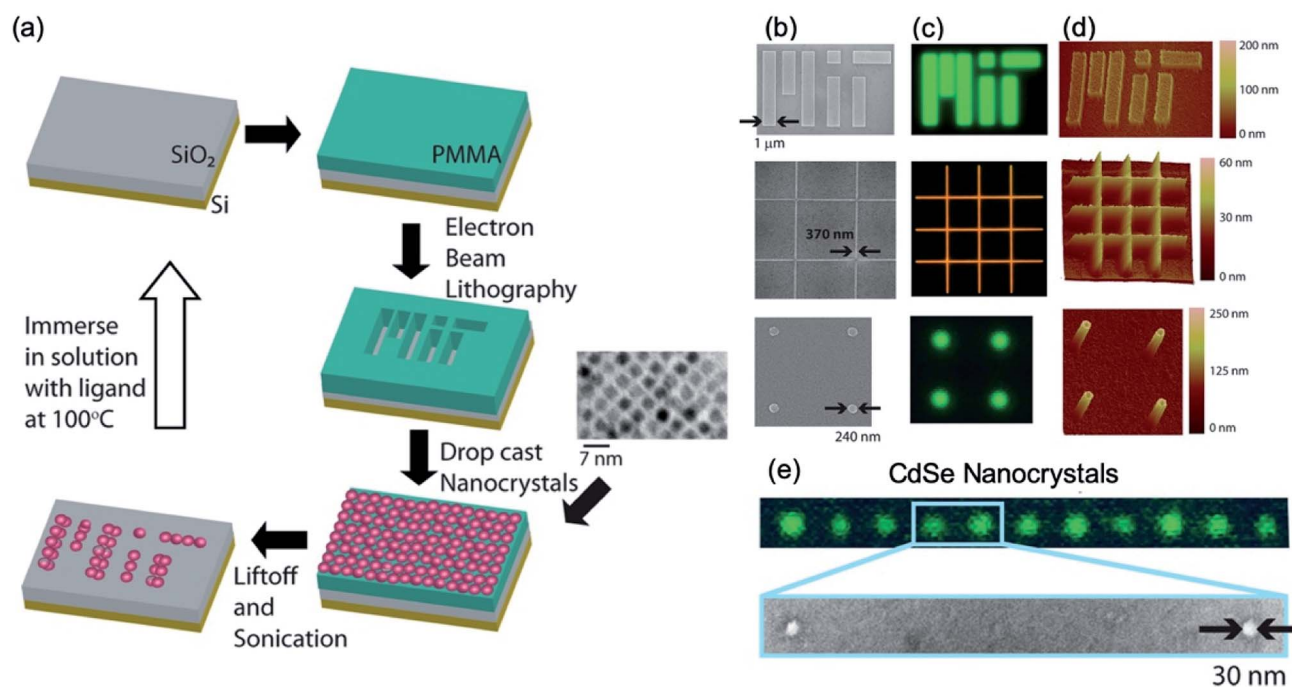 (a)
SiO₂
Si
PMMA
Electron
Beam
Lithography
MIT
Immerse
in solution
with ligand
at 100°C
Drop cast
Nanocrystals
7 nm
Liftoff
and
Sonication
(b)
(c)
(d)
1 µm
200 nm
100 nm
0 nm
370 nm
60 nm
30 nm
0 nm
240 nm
250 nm
125 nm
0 nm
(e)
CdSe Nanocrystals
30 nm